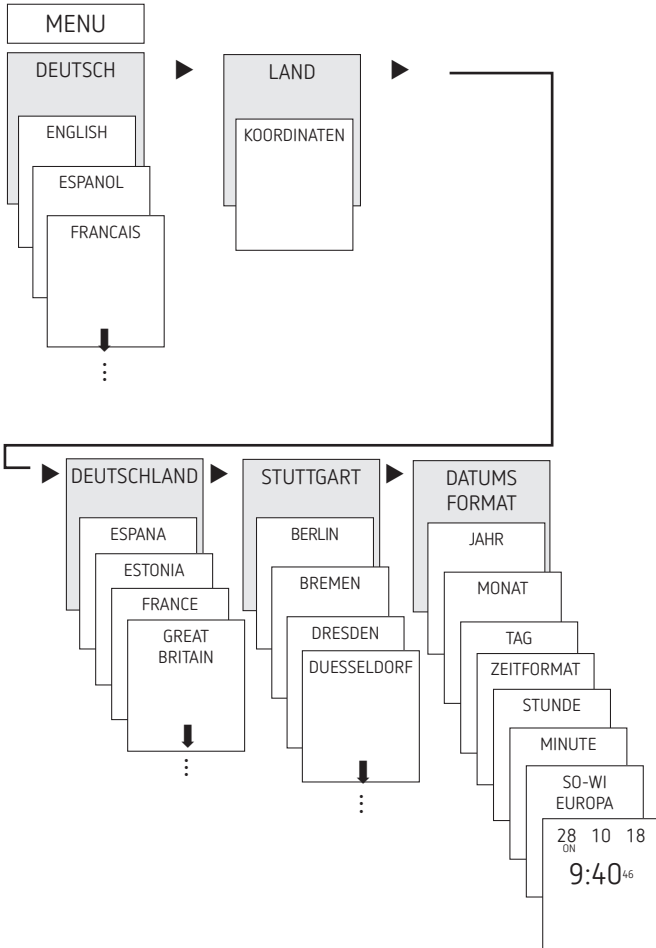 MENU
DEUTSCH
ENGLISH
ESPANOL
FRANCAIS
LAND
KOORDINATEN
DEUTSCHLAND
ESPANA
ESTONIA
FRANCE
GREAT
BRITAIN
STUTTGART
BERLIN
BREMEN
DRESDEN
DUESSELDORF
DATUMS
FORMAT
JAHR
MONAT
TAG
ZEITFORMAT
STUNDE
MINUTE
SO-WI
EUROPA
28 10 18
ON
9:40 46